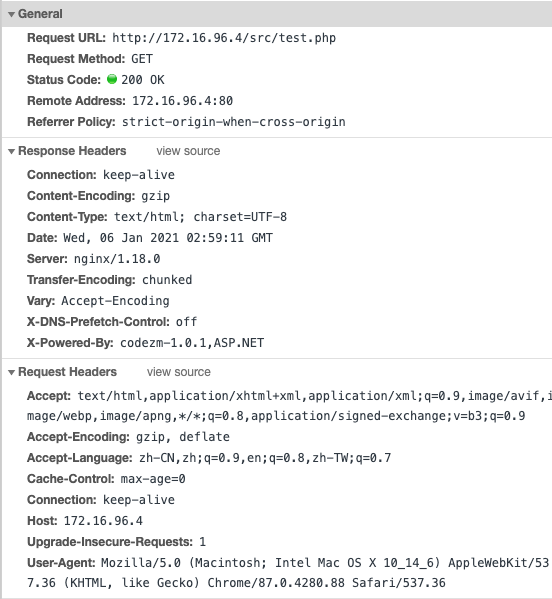 General
Request URL: http://172.16.96.4/src/test.php
Request Method: GET
Status Code: 200 OK
Remote Address: 172.16.96.4:80
Referrer Policy: strict-origin-when-cross-origin
Response Headers view source
Connection: keep-alive
Content-Encoding: gzip
Content-Type: text/html; charset=UTF-8
Date: Wed, 06 Jan 2021 02:59:11 GMT
Server: nginx/1.18.0
Transfer-Encoding: chunked
Vary: Accept-Encoding
X-DNS-Prefetch-Control: off
X-Powered-By: codezm-1.0.1,ASP.NET
Request Headers view source
Accept: text/html,application/xhtml+xml,application/xml;q=0.9,image/avif,i
mage/webp,image/apng,*/*;q=0.8,application/signed-exchange;v=b3;q=0.9
Accept-Encoding: gzip, deflate
Accept-Language: zh-CN,zh;q=0.9,en;q=0.8,zh-TW;q=0.7
Cache-Control: max-age=0
Connection: keep-alive
Host: 172.16.96.4
Upgrade-Insecure-Requests: 1
User-Agent: Mozilla/5.0 (Macintosh; Intel Mac OS X 10_14_6) AppleWebKit/53
7.36 (KHTML, like Gecko) Chrome/87.0.4280.88 Safari/537.36